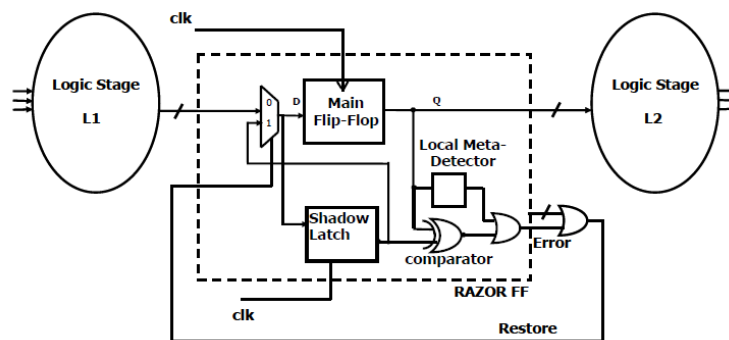 clk
Logic Stage
L1
0
1
D
Main
Flip-Flop
Q
Logic Stage
L2
Local Meta-
Detector
Shadow
Latch
comparator
Error
RAZOR FF
clk
Restore